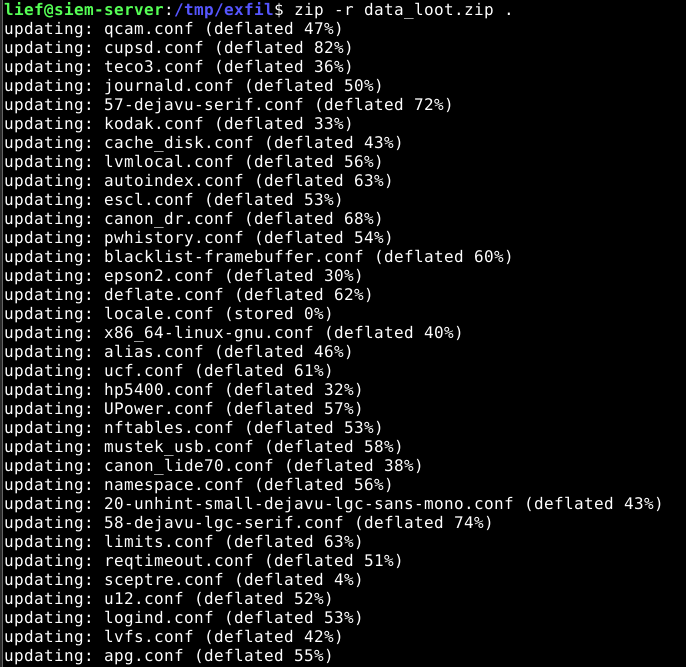 lief@siem-server:/tmp/exfil$ zip -r data_loot.zip .
updating: qcam.conf (deflated 47%)
updating: cupsd.conf (deflated 82%)
updating: teco3.conf (deflated 36%)
updating: journald.conf (deflated 50%)
updating: 57-dejavu-serif.conf (deflated 72%)
updating: kodak.conf (deflated 33%)
updating: cache_disk.conf (deflated 43%)
updating: lvmlocal.conf (deflated 56%)
updating: autoindex.conf (deflated 63%)
updating: escl.conf (deflated 53%)
updating: canon_dr.conf (deflated 68%)
updating: pwhistory.conf (deflated 54%)
updating: blacklist-framebuffer.conf (deflated 60%)
updating: epson2.conf (deflated 30%)
updating: deflate.conf (deflated 62%)
updating: locale.conf (stored 0%)
updating: x86_64-linux-gnu.conf (deflated 40%)
updating: alias.conf (deflated 46%)
updating: ucf.conf (deflated 61%)
updating: hp5400.conf (deflated 32%)
updating: UPower.conf (deflated 57%)
updating: nftables.conf (deflated 53%)
updating: mustek_usb.conf (deflated 58%)
updating: canon_lide70.conf (deflated 38%)
updating: namespace.conf (deflated 56%)
updating: 20-unhint-small-dejavu-lgc-sans-mono.conf (deflated 43%)
updating: 58-dejavu-lgc-serif.conf (deflated 74%)
updating: limits.conf (deflated 63%)
updating: reqtimeout.conf (deflated 51%)
updating: sceptre.conf (deflated 4%)
updating: u12.conf (deflated 52%)
updating: logind.conf (deflated 53%)
updating: lvfs.conf (deflated 42%)
updating: apg.conf (deflated 55%)